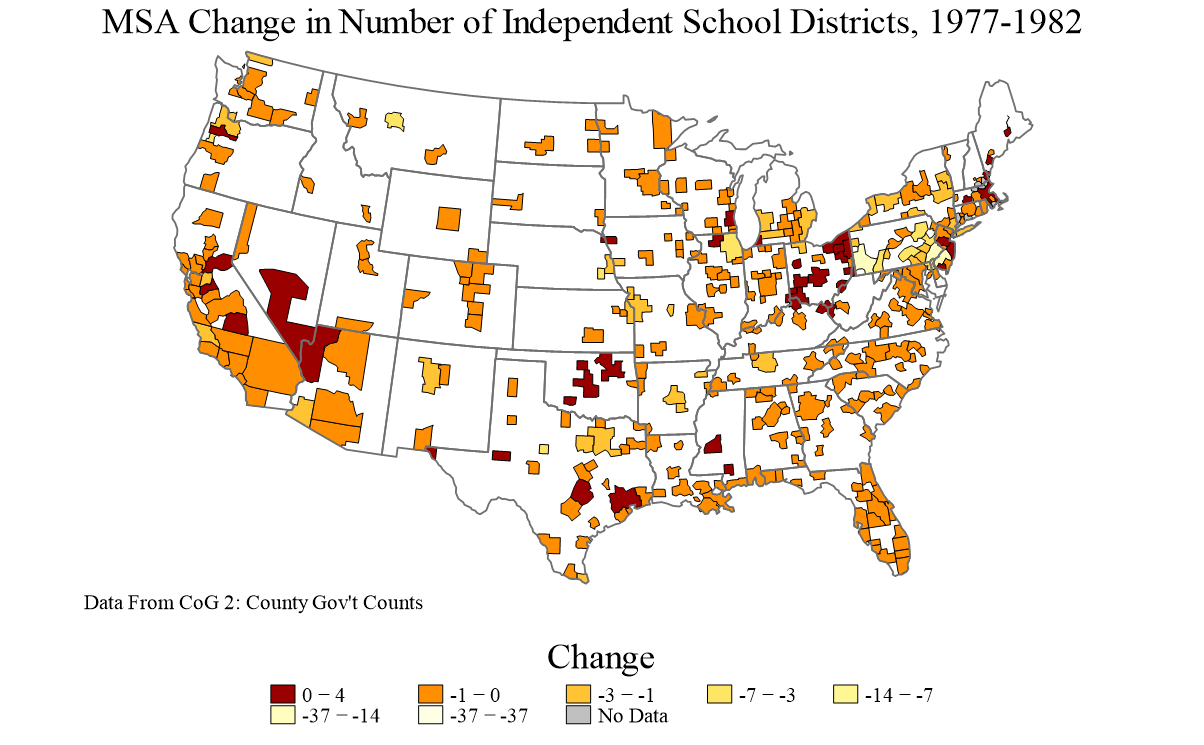 MSA Change in Number of Independent School Districts, 1977-1982
Data From CoG 2: County Gov't Counts
Change
0 − 4
-1 − 0
-3 − -1
-7 − -3
-14 − -7
-37 − -14
-37 − -37
No Data